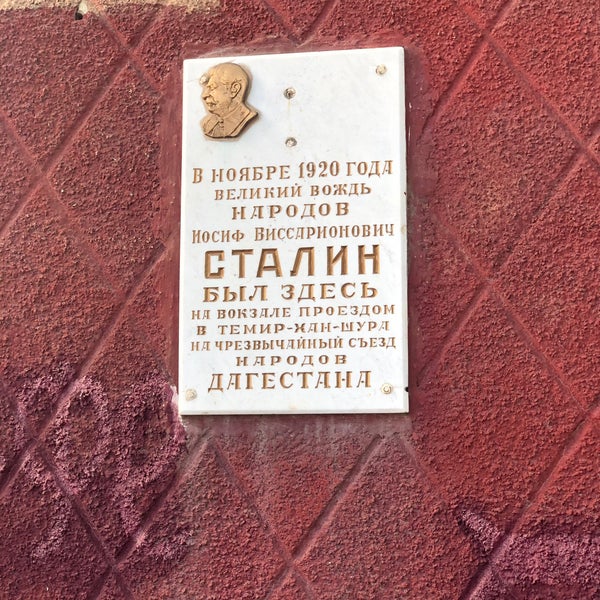 В НОЯБРЕ 1920 ГОДА
ВЕЛИКИЙ ВОЖДЬ
НАРОДОВ
ИОСИФ ВИССАРИОНОВИЧ
СТАЛИН
БЫЛ ЗДЕСЬ
НА ВОКЗАЛЕ ПРОЕЗДОМ
В ТЕМИР-ХАН-ШУРА
НА ЧРЕЗВЫЧАЙНЫЙ СЪЕЗД
НАРОДОВ
ДАГЕСТАНА